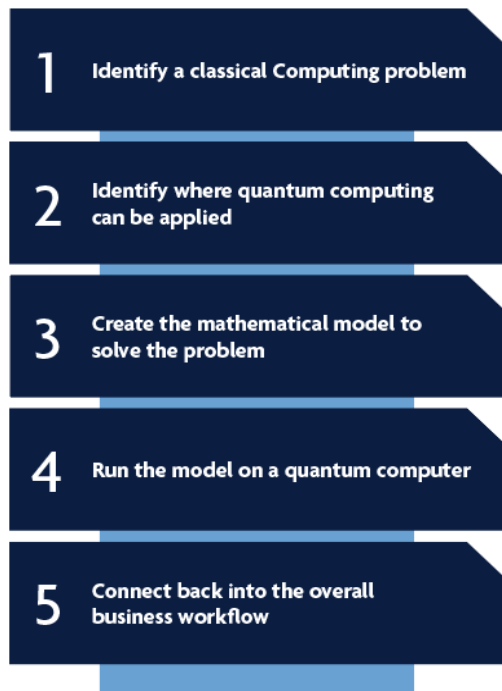 1
Identify a classical Computing problem
2
Identify where quantum computing
can be applied
3
Create the mathematical model to
solve the problem
4
Run the model on a quantum computer
5
Connect back into the overall
business workflow